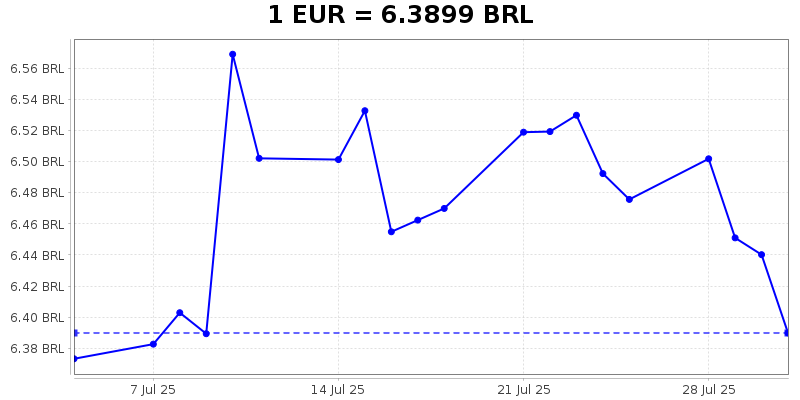 1 EUR = 6.3899 BRL
6.56 BRL
6.54 BRL
6.52 BRL
6.50 BRL
6.48 BRL
6.46 BRL
6.44 BRL
6.42 BRL
6.40 BRL
6.38 BRL
7 Jul 25
14 Jul 25
21 Jul 25
28 Jul 25